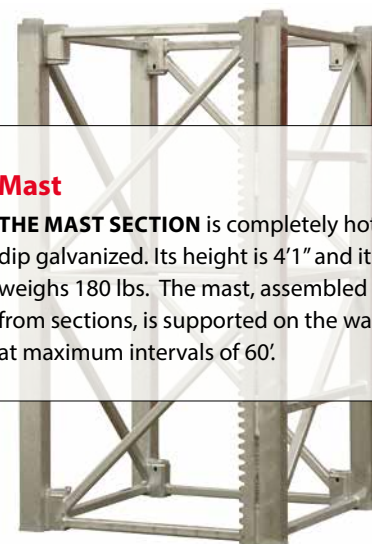 Mast
THE MAST SECTION is completely hot
dip galvanized. Its height is 4'1" and it
weighs 180 lbs. The mast, assembled
from sections, is supported on the wa
at maximum intervals of 60'.